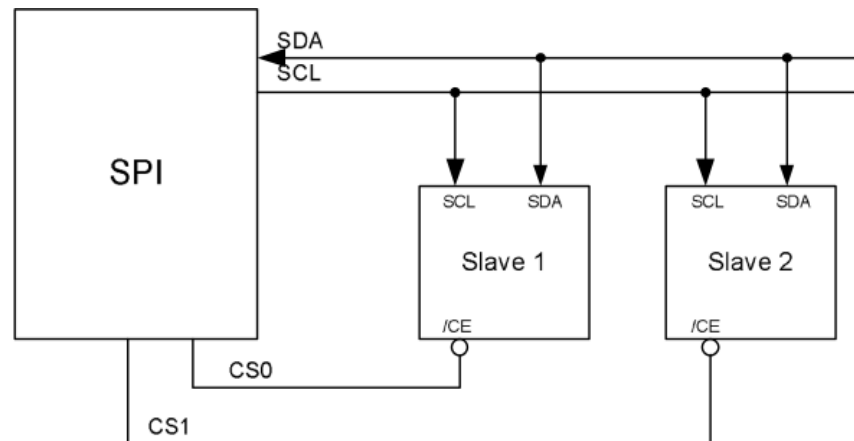 SDA
SCL
SPI
SCL SDA
SCL SDA
Slave 1
Slave 2
/CE
/CE
CS0
CS1